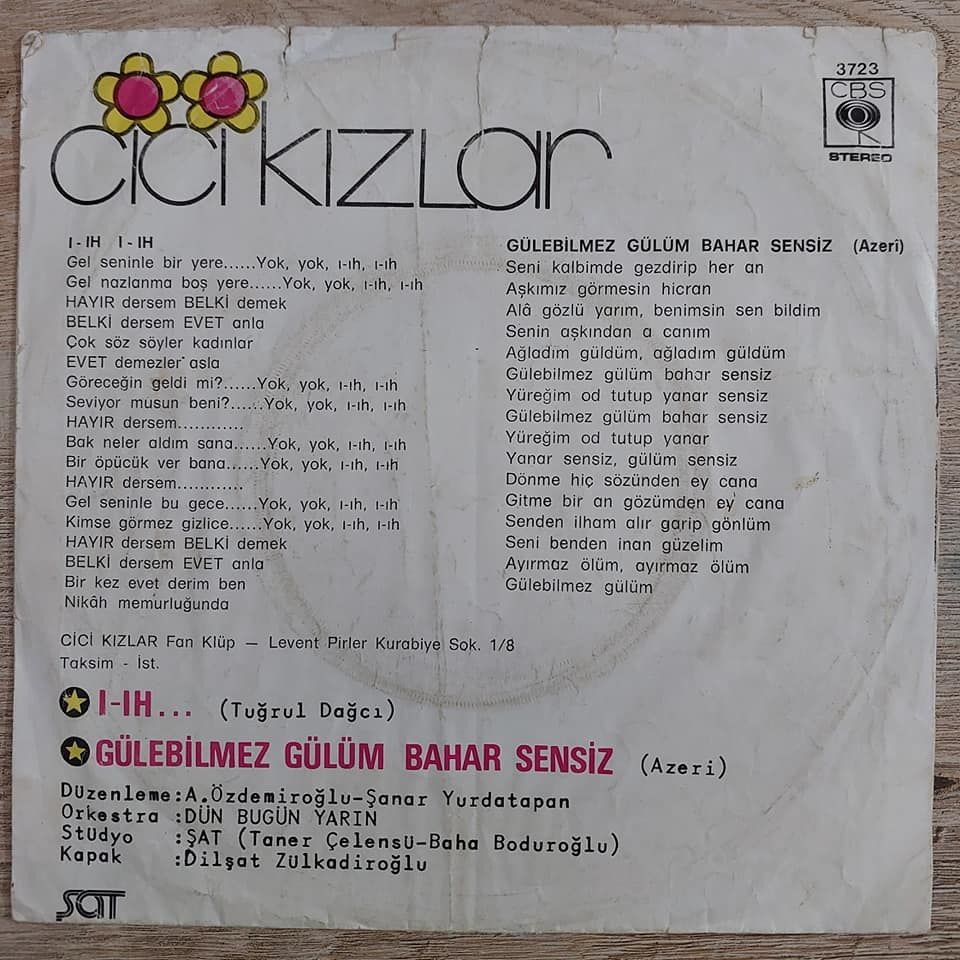 cici kızlar
3723
CBS
STEREO
I-IH I-IH
Gel seninle bir yere......Yok, yok, ı-ıh, ı-ıh
Gel nazlanma boş yere......Yok, yok, ı-ıh, ı-ıh
HAYIR dersem BELKİ demek
BELKİ dersem EVET anla
Çok söz söyler kadınlar
EVET demezler asla
Göreceğin geldi mi?......Yok, yok, ı-ıh, ı-ıh
Seviyor musun beni?......Yok, yok, ı-ıh, ı-ıh
HAYIR dersem............
Bak neler aldım sana......Yok, yok, ı-ıh, ı-ıh
Bir öpücük ver bana......Yok, yok, ı-ıh, ı-ıh
HAYIR dersem............
Gel seninle bu gece......Yok, yok, ı-ıh, ı-ıh
Kimse görmez gizlice......Yok, yok, ı-ıh, ı-ıh
HAYIR dersem BELKİ demek
BELKİ dersem EVET anla
Bir kez evet derim ben
Nikâh memurluğunda
GÜLEBİLMEZ GÜLÜM BAHAR SENSİZ (Azerî)
Seni kalbimde gezdirip her an
Aşkımız görmesin hicran
Alâ gözlü yarım, benimsin sen bildim
Senin aşkından a canım
Ağladım güldüm, ağladım güldüm
Gülebilmez gülüm bahar sensiz
Yüreğim od tutup yanar sensiz
Gülebilmez gülüm bahar sensiz
Yüreğim od tutup yanar
Yanar sensiz, gülüm sensiz
Dönme hiç sözünden ey cana
Gitme bir an gözümden ey cana
Senden ilham alır garip gönlüm
Seni benden inan güzelim
Ayırmaz ölüm, ayırmaz ölüm
Gülebilmez gülüm
CİCİ KIZLAR Fan Klüp — Levent Pirler Kurabiye Sok. 1/8
Taksim - İst.
I-IH... (Tuğrul Dağcı)
GÜLEBİLMEZ GÜLÜM BAHAR SENSİZ (Azeri)
Düzenleme:A.Özdemiroğlu-Şanar Yurdatapan
Orkestra :DÜN BUGÜN YARIN
Stüdyo :ŞAT (Taner Çelensü-Baha Boduroğlu)
Kapak :Dilşat Zülkadiroğlu
ŞAT